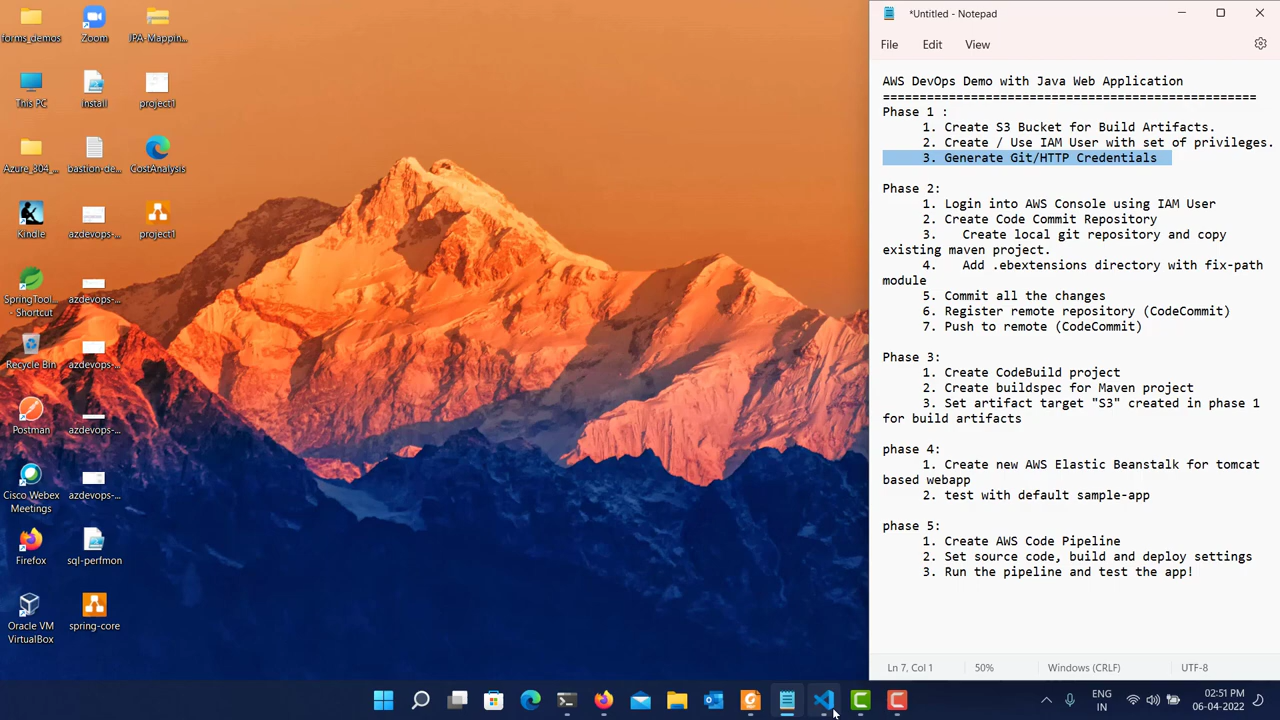 forms_demos
Zoom
JPA-Mappin...
This PC
Install
project1
Azure_304_...
bastion-de...
CostAnalysis
Kindle
azdevops-...
project1
SpringTool...
- Shortcut
azdevops-...
Recycle Bin
azdevops-...
Postman
azdevops-...
Cisco Webex
Meetings
azdevops-...
Firefox
sql-perfmon
Oracle VM
VirtualBox
spring-core
*Untitled - Notepad
File Edit View
AWS DevOps Demo with Java Web Application
===================================================
Phase 1 :
1. Create S3 Bucket for Build Artifacts.
2. Create / Use IAM User with set of privileges.
3. Generate Git/HTTP Credentials
Phase 2:
1. Login into AWS Console using IAM User
2. Create Code Commit Repository
3. Create local git repository and copy
existing maven project.
4. Add .ebextensions directory with fix-path
module
5. Commit all the changes
6. Register remote repository (CodeCommit)
7. Push to remote (CodeCommit)
Phase 3:
1. Create CodeBuild project
2. Create buildspec for Maven project
3. Set artifact target "S3" created in phase 1
for build artifacts
phase 4:
1. Create new AWS Elastic Beanstalk for tomcat
based webapp
2. test with default sample-app
phase 5:
1. Create AWS Code Pipeline
2. Set source code, build and deploy settings
3. Run the pipeline and test the app!
Ln 7, Col 1
50%
Windows (CRLF)
UTF-8
ENG
IN
02:51 PM
06-04-2022